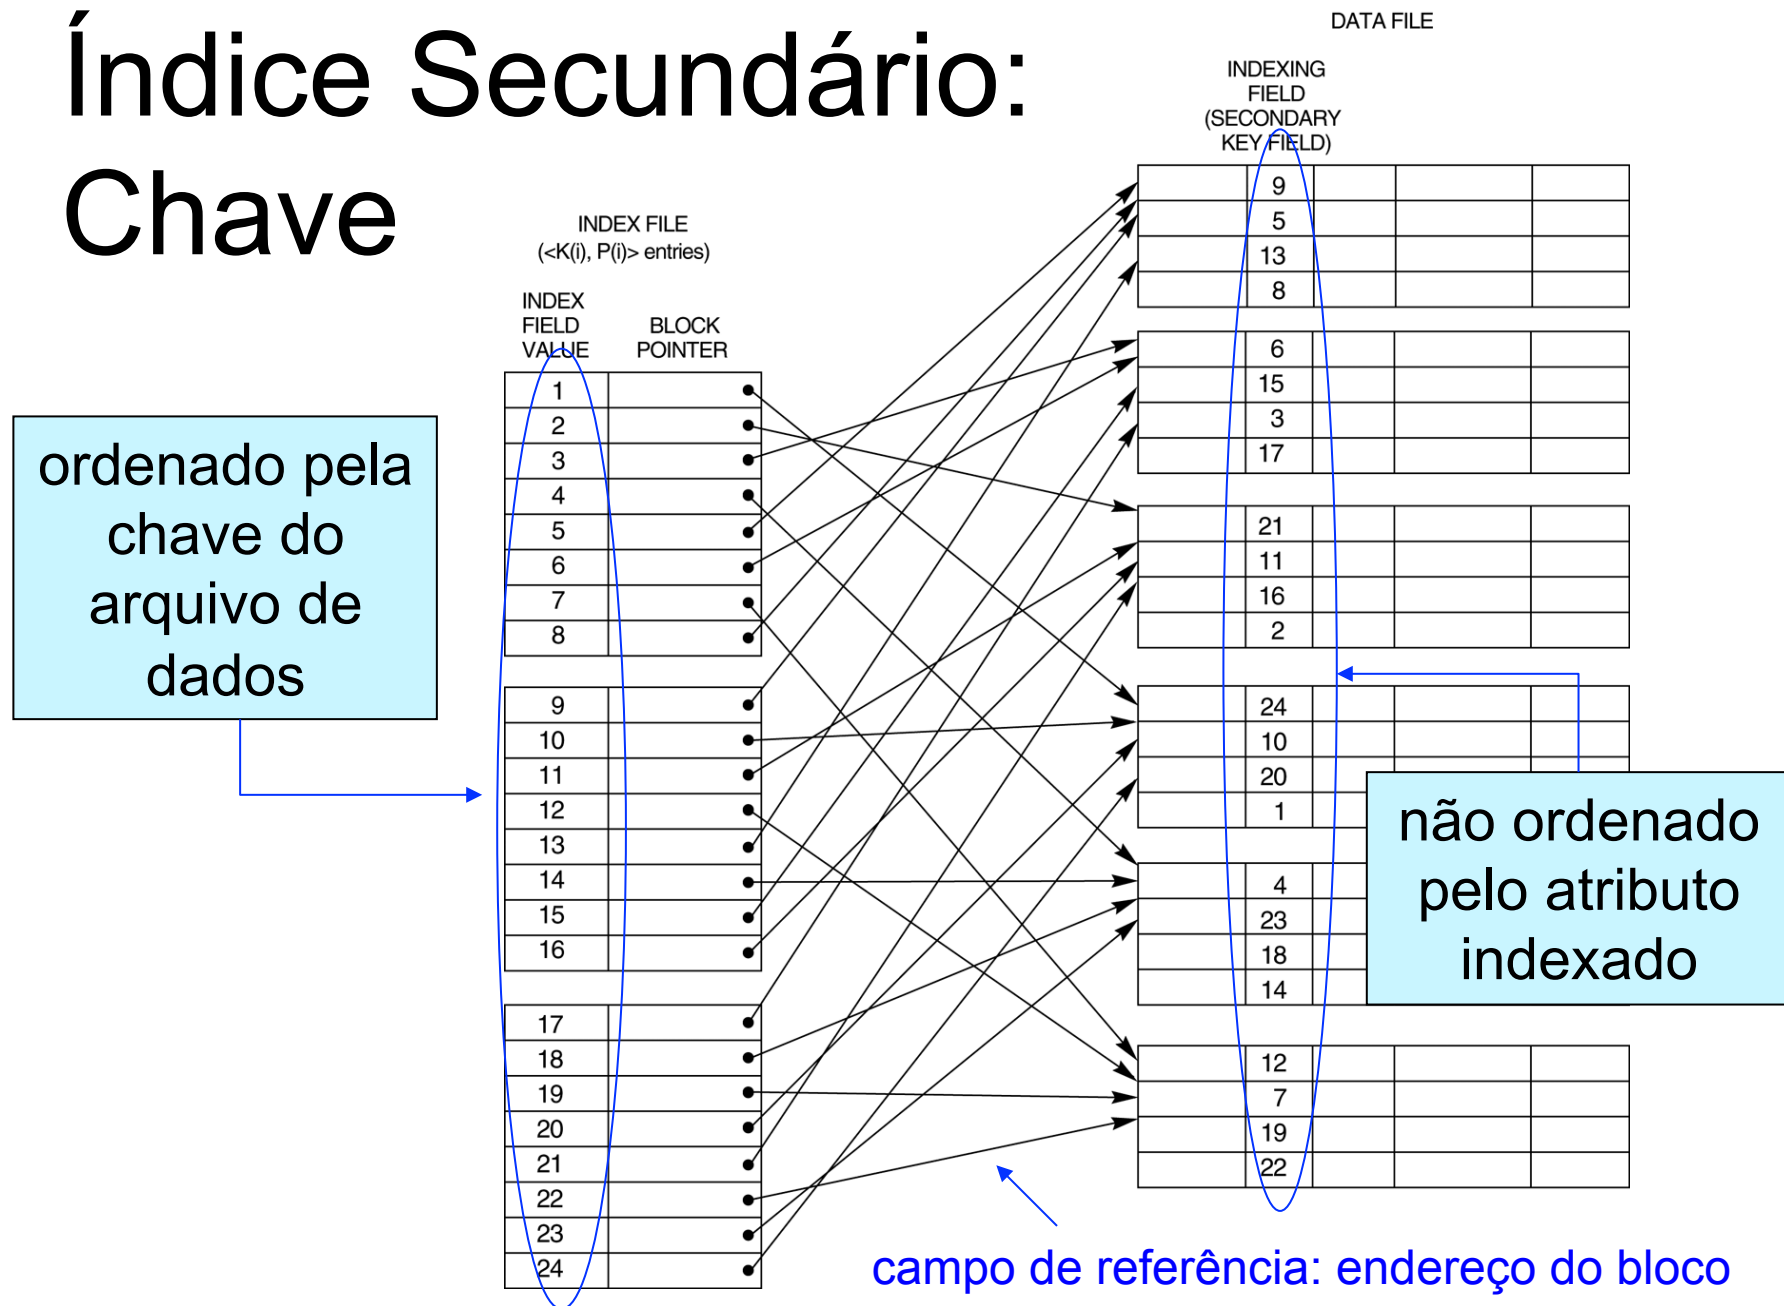 Índice Secundário:
Chave
INDEX FILE
(<K(i), P(i)> entries)
INDEX
FIELD
VALUE
BLOCK
POINTER
1
2
3
4
5
6
7
8
9
10
11
12
13
14
15
16
17
18
19
20
21
22
23
24
ordenado pela
chave do
arquivo de
dados
DATA FILE
INDEXING
FIELD
(SECONDARY
KEY FIELD)
9
5
13
8
6
15
3
17
21
11
16
2
24
10
20
1
4
23
18
14
12
7
19
22
não ordenado
pelo atributo
indexado
campo de referência: endereço do bloco